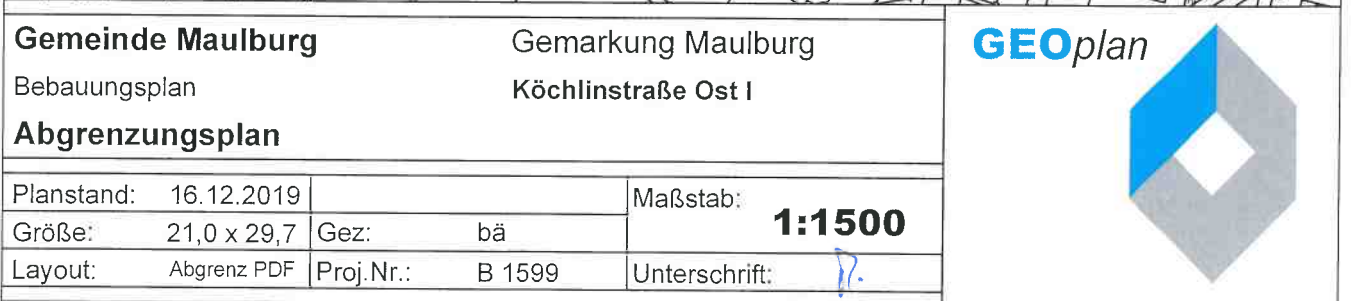 Gemeinde Maulburg Gemarkung Maulburg
Bebauungsplan Köchlinstraße Ost I
Abgrenzungsplan
GEOplan
Planstand: 16.12.2019 Maßstab: 1:1500
Größe: 21,0 x 29,7 Gez: bä
Layout: Abgrenz PDF Proj.Nr.: B 1599 Unterschrift: